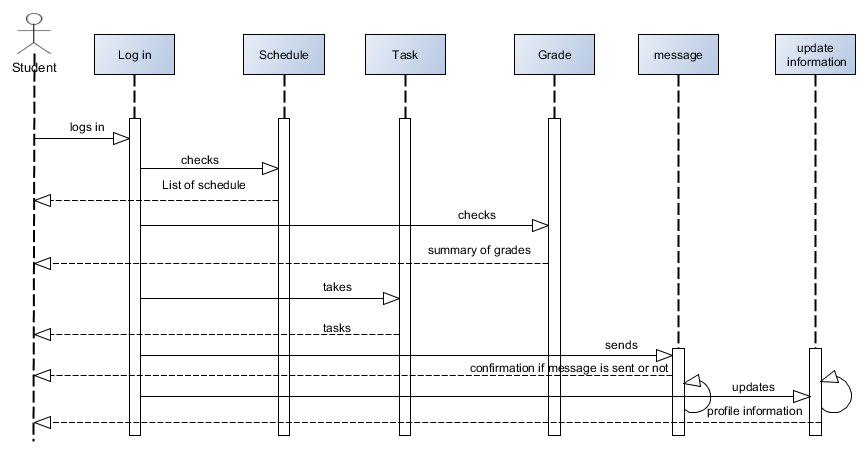 Student
Log in
Schedule
Task
Grade
message
update
information
logs in
checks
List of schedule
checks
summary of grades
takes
tasks
sends
confirmation if message is sent or not
updates
profile information